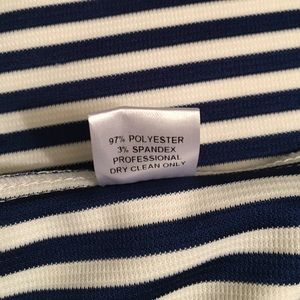 97% POLYESTER
3% SPANDEX
PROFESSIONAL
DRY CLEAN ONLY